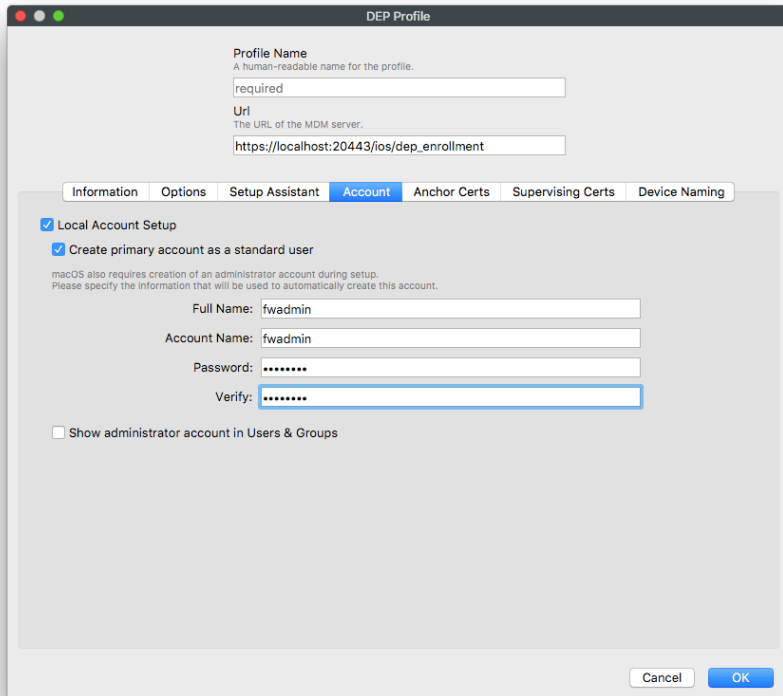 DEP Profile
Profile Name
A human-readable name for the profile.
required
Url
The URL of the MDM server.
https://localhost:20443/ios/dep_enrollment
Information Options Setup Assistant Account Anchor Certs Supervising Certs Device Naming
Local Account Setup
Create primary account as a standard user
macOS also requires creation of an administrator account during setup.
Please specify the information that will be used to automatically create this account.
Full Name: fwadmin
Account Name: fwadmin
Password: ••••••••
Verify: ••••••••
Show administrator account in Users & Groups
Cancel OK